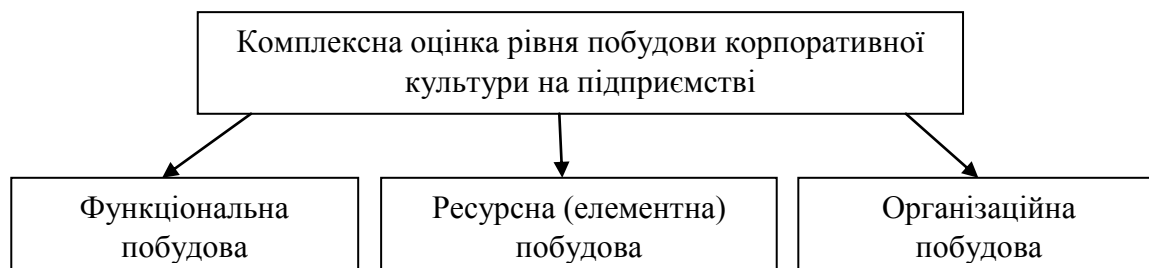 Комплексна оцінка рівня побудови корпоративної
культури на підприємстві
Функціональна
побудова
Ресурсна (елементна)
побудова
Організаційна
побудова